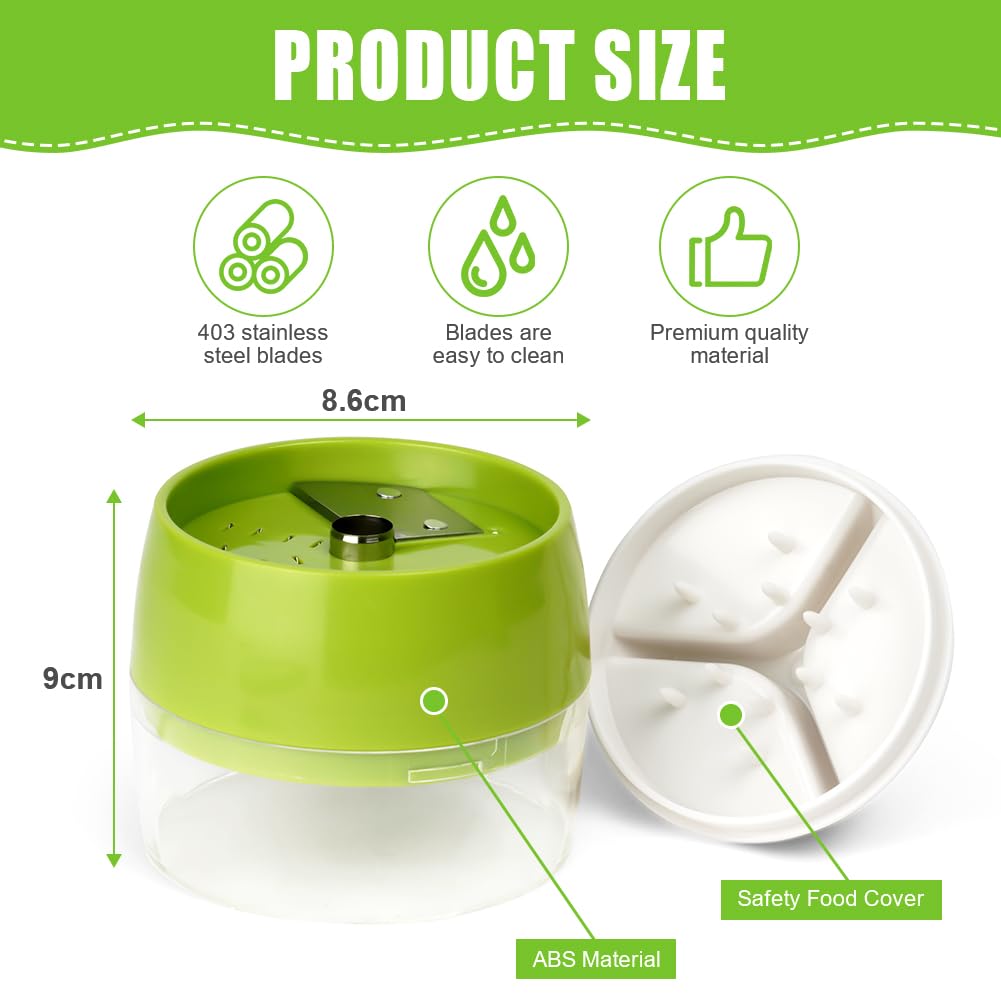 PRODUCT SIZE
403 stainless
steel blades
Blades are
easy to clean
Premium quality
material
8.6cm
9cm
Safety Food Cover
ABS Material